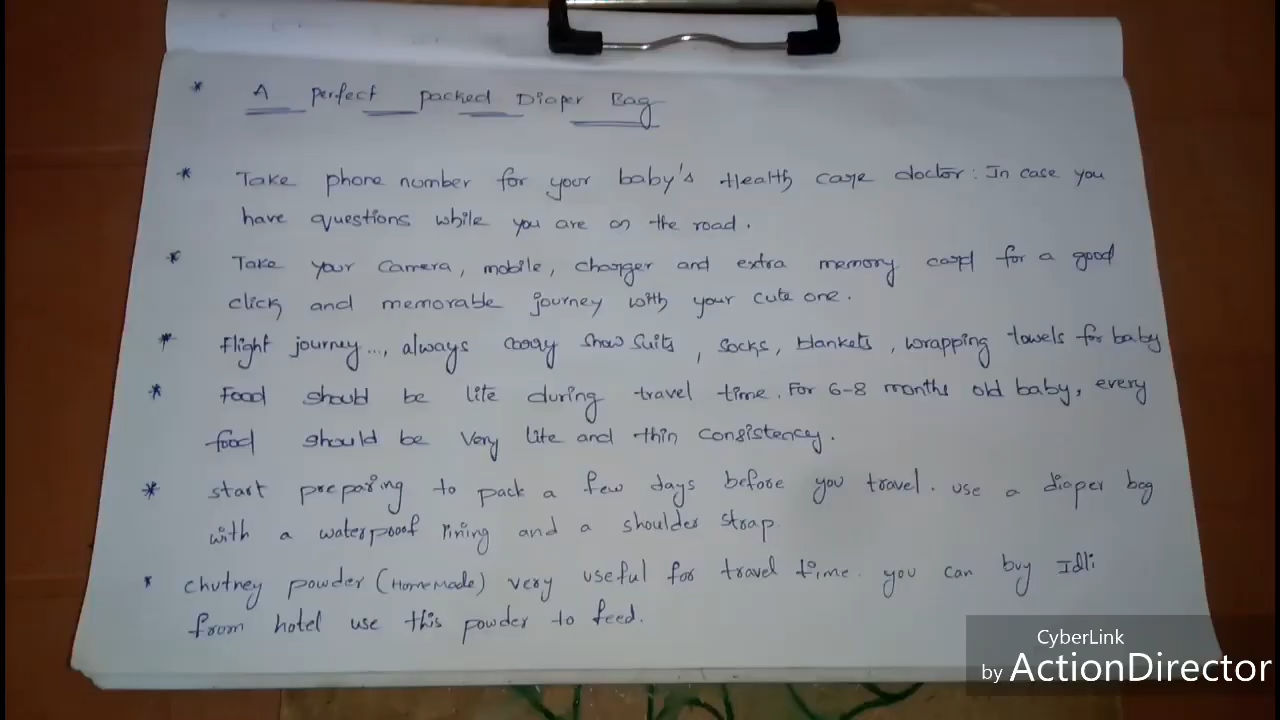 * A perfect packed Diaper Bag
* Take phone number for your baby's Health care doctor: In case you
have questions while you are on the road.
* Take your camera, mobile, charger and extra memory card for a good
click and memorable journey with your cute one.
* Flight journey..., always carry snow suits, socks, blankets, wrapping towels for baby
* Food should be lite during travel time. For 6-8 months old baby, every
food should be very lite and thin consistency.
* start preparing to pack a few days before you travel. use a diaper bag
with a waterproof lining and a shoulder strap.
* chutney powder (Homemade) very useful for travel time. you can buy Idli
from hotel use this powder to feed.
CyberLink
by ActionDirector